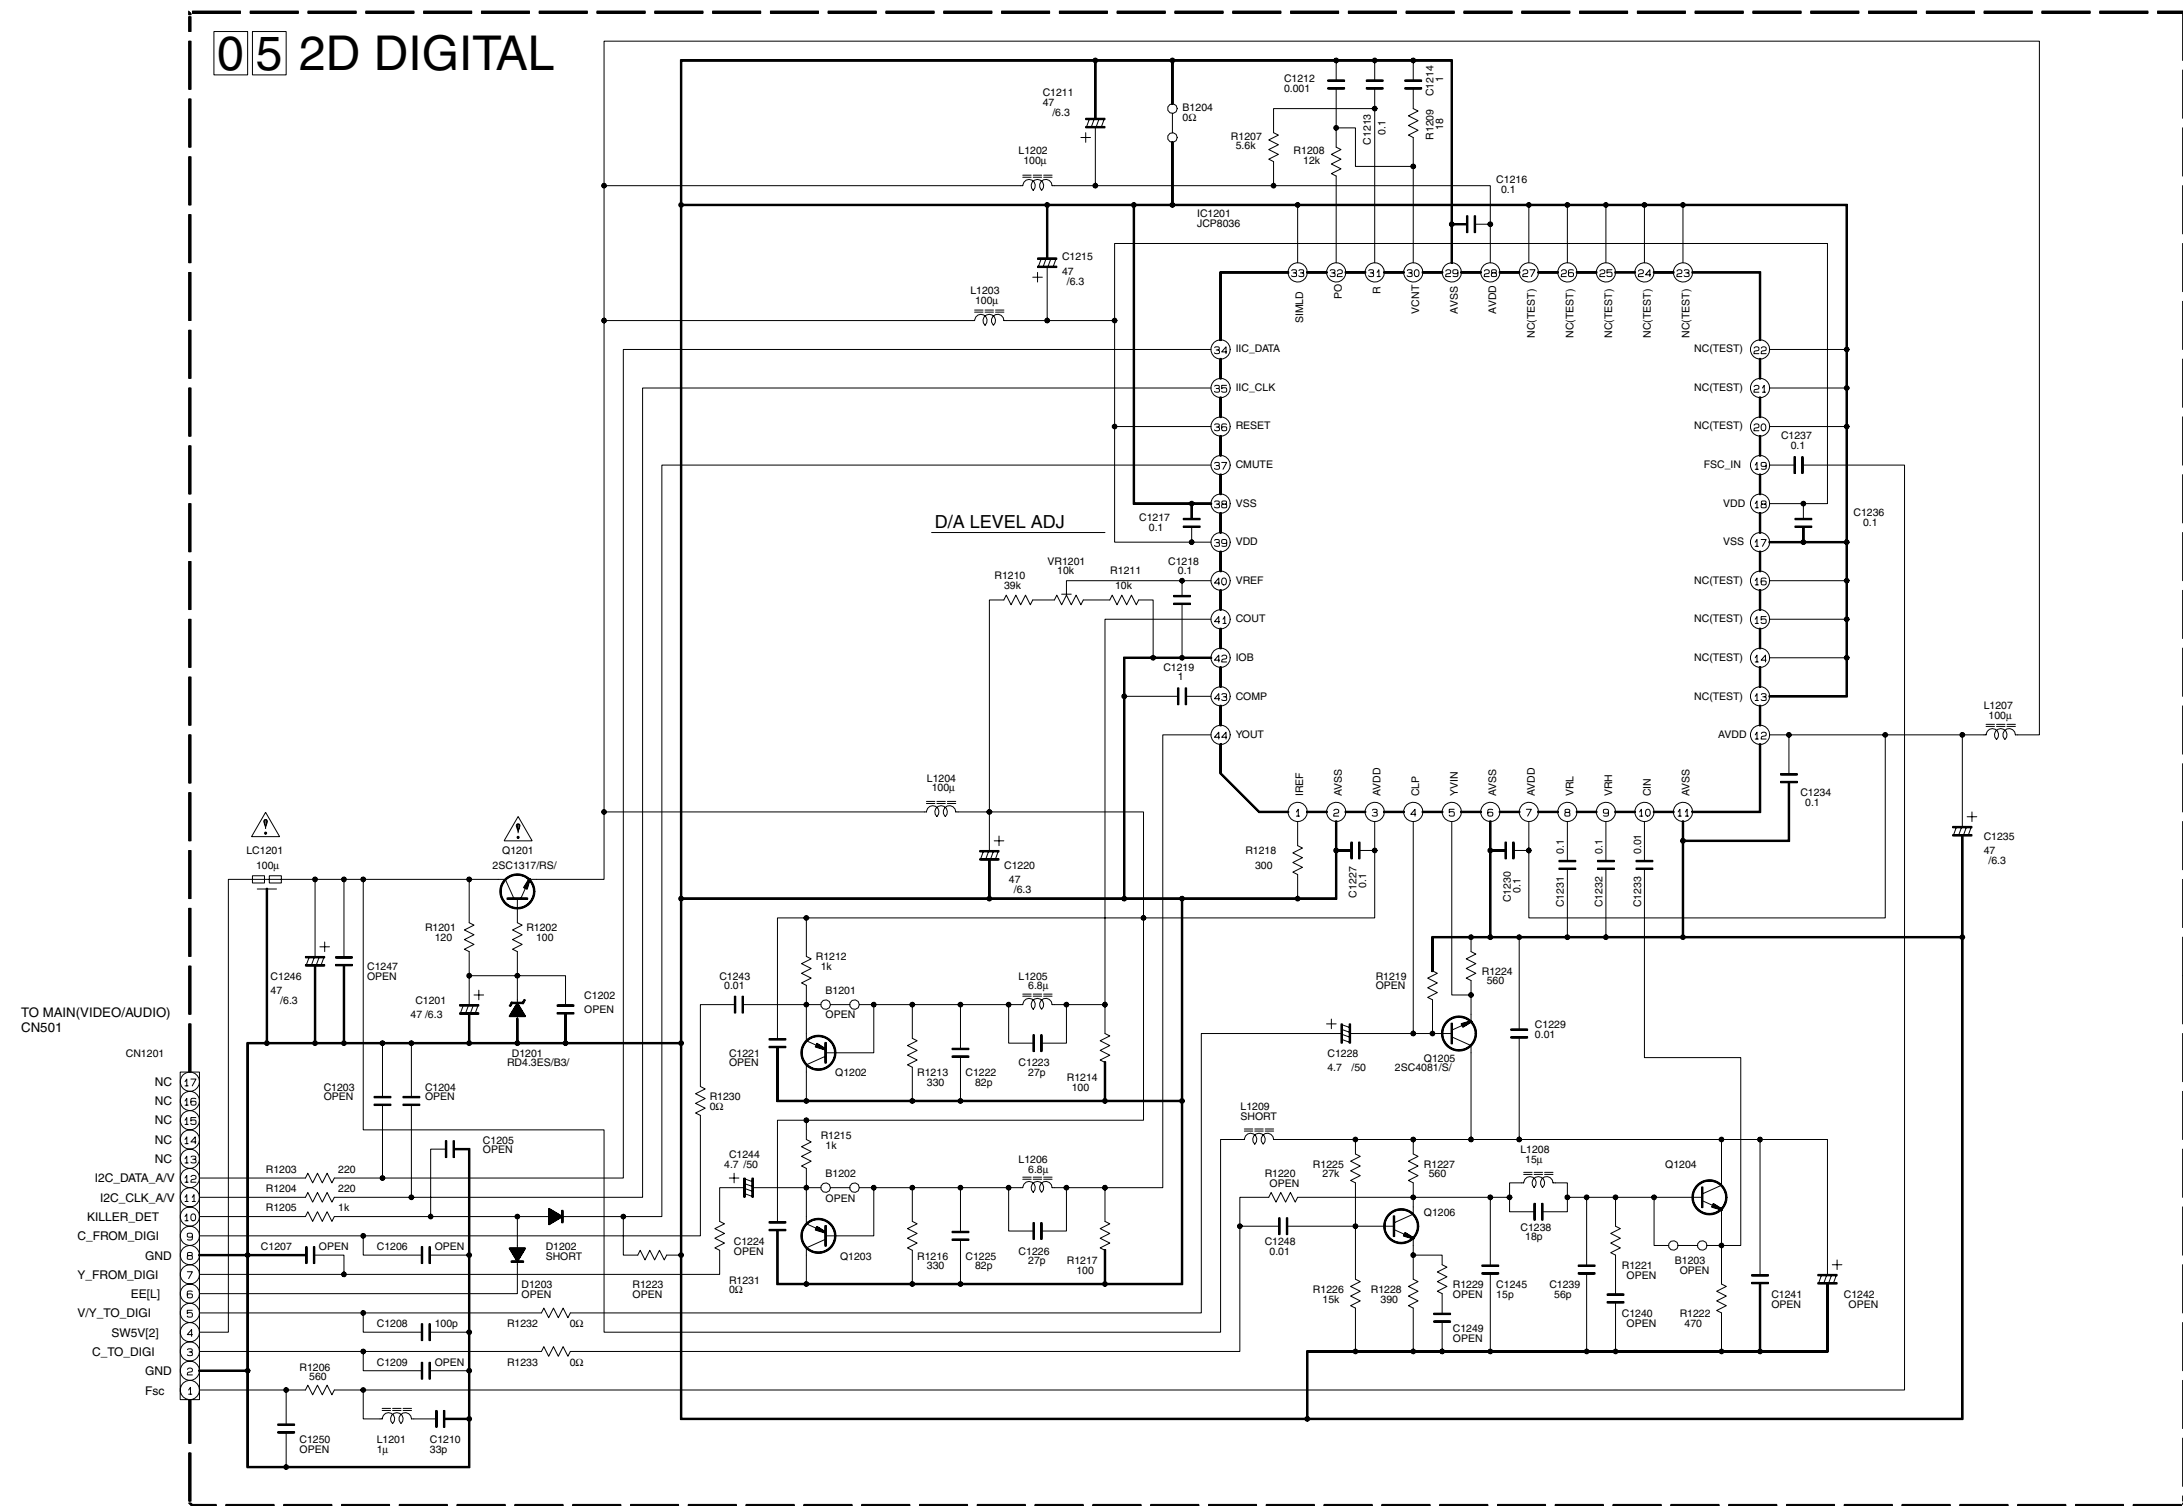 05 2D DIGITAL
C1211
47
/6.3
B1204
0Ω
C1212
0.001
C1213
0.1
C1214
1
R1207
5.6k
R1208
12k
R1209
18
L1202
100µ
C1216
0.1
IC1201
JCP8036
C1215
47
/6.3
L1203
100µ
33 32 31 30 29 28 27 26 25 24 23
SIMLD
PO
R
VCNT
AVSS
AVDD
NC(TEST)
NC(TEST)
NC(TEST)
NC(TEST)
NC(TEST)
34 IIC_DATA
35 IIC_CLK
36 RESET
37 CMUTE
38 VSS
39 VDD
40 VREF
41 COUT
42 IOB
43 COMP
44 YOUT
NC(TEST) 22
NC(TEST) 21
NC(TEST) 20
FSC_IN 19
VDD 18
VSS 17
NC(TEST) 16
NC(TEST) 15
NC(TEST) 14
NC(TEST) 13
AVDD 12
C1237
0.1
C1236
0.1
D/A LEVEL ADJ
C1217
0.1
R1210
39k
VR1201
10k
R1211
10k
C1218
0.1
C1219
1
L1207
100µ
IREF
AVSS
AVDD
CLP
YVIN
AVSS
AVDD
VRL
VRH
CIN
AVSS
1 2 3 4 5 6 7 8 9 10 11
L1204
100µ
C1220
47
/6.3
R1218
300
C1227
0.1
C1230
0.1
C1231
0.1
C1232
0.1
C1233
0.01
C1234
0.1
C1235
47
/6.3
LC1201
100µ
Q1201
2SC1317/RS/
R1201
120
R1202
100
C1246
47
/6.3
C1247
OPEN
C1201
47 /6.3
C1202
OPEN
D1201
RD4.3ES/B3/
TO MAIN(VIDEO/AUDIO)
CN501
CN1201
NC 17
NC 16
NC 15
NC 14
NC 13
I2C_DATA_A/V 12
I2C_CLK_A/V 11
KILLER_DET 10
C_FROM_DIGI 9
GND 8
Y_FROM_DIGI 7
EE[L] 6
V/Y_TO_DIGI 5
SW5V[2] 4
C_TO_DIGI 3
GND 2
Fsc 1
C1203
OPEN
C1204
OPEN
C1205
OPEN
R1203 220
R1204 220
R1205 1k
C1207 OPEN
C1206 OPEN
D1202
SHORT
D1203
OPEN
R1223
OPEN
C1208 100p
R1232 0Ω
C1209 OPEN
R1233 0Ω
R1206
560
C1250
OPEN
L1201
1µ
C1210
33p
C1243
0.01
R1212
1k
B1201
OPEN
C1221
OPEN
Q1202
R1213
330
C1222
82p
L1205
6.8µ
C1223
27p
R1214
100
R1230
0Ω
R1215
1k
C1244
4.7 /50
B1202
OPEN
C1224
OPEN
Q1203
R1231
0Ω
R1216
330
C1225
82p
L1206
6.8µ
C1226
27p
R1217
100
R1219
OPEN
R1224
560
C1228
4.7 /50
Q1205
2SC4081/S/
C1229
0.01
L1209
SHORT
R1220
OPEN
C1248
0.01
R1225
27k
R1227
560
Q1206
R1226
15k
R1228
390
R1229
OPEN
C1249
OPEN
C1245
15p
L1208
15µ
C1238
18p
C1239
56p
R1221
OPEN
C1240
OPEN
Q1204
B1203
OPEN
R1222
470
C1241
OPEN
C1242
OPEN